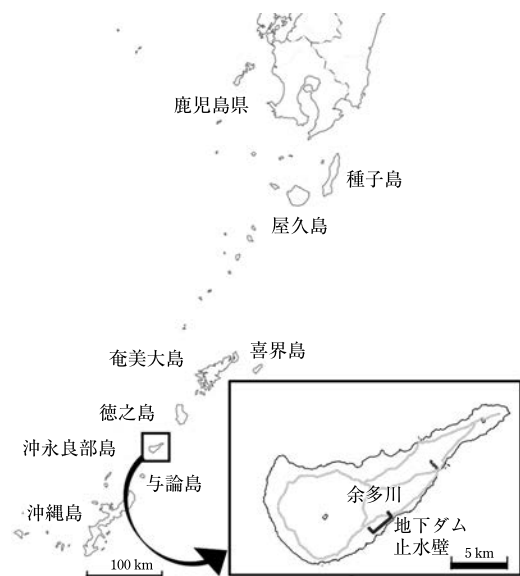 鹿児島県
種子島
屋久島
奄美大島
喜界島
徳之島
沖永良部島
与論島
沖縄島
100 km
余多川
地下ダム
止水壁
5 km